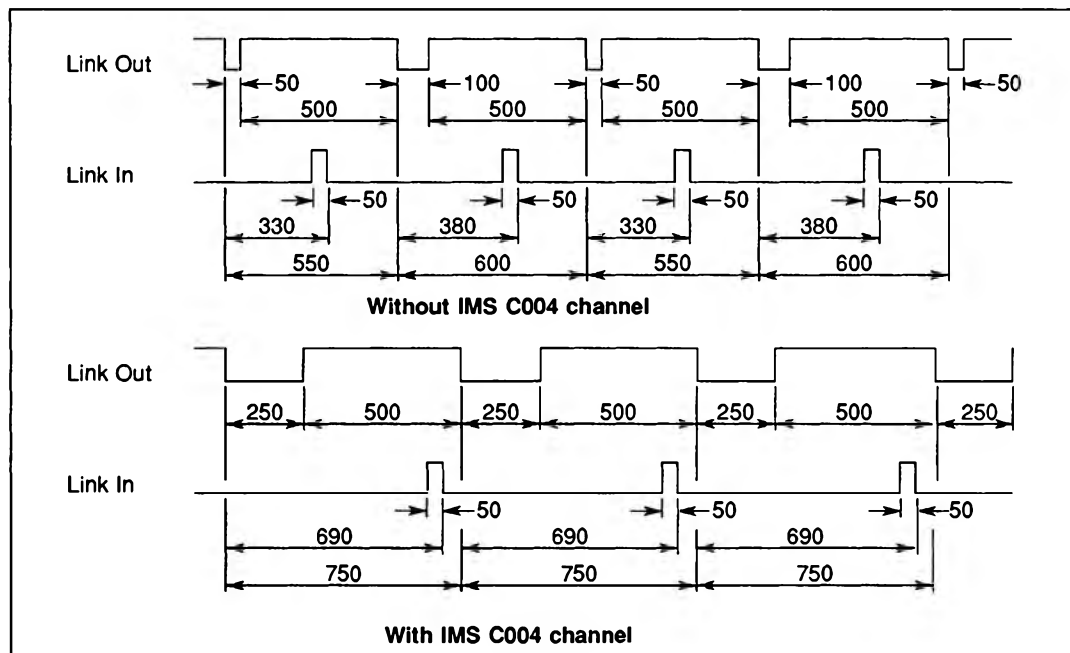 Link Out
50 100 50 100 50
500 500 500 500
Link In
50 50 50 50
330 380 330 380
550 600 550 600
Without IMS C004 channel
Link Out
250 500 250 500 250 500 250
Link In
50 50 50
690 690 690
750 750 750
With IMS C004 channel